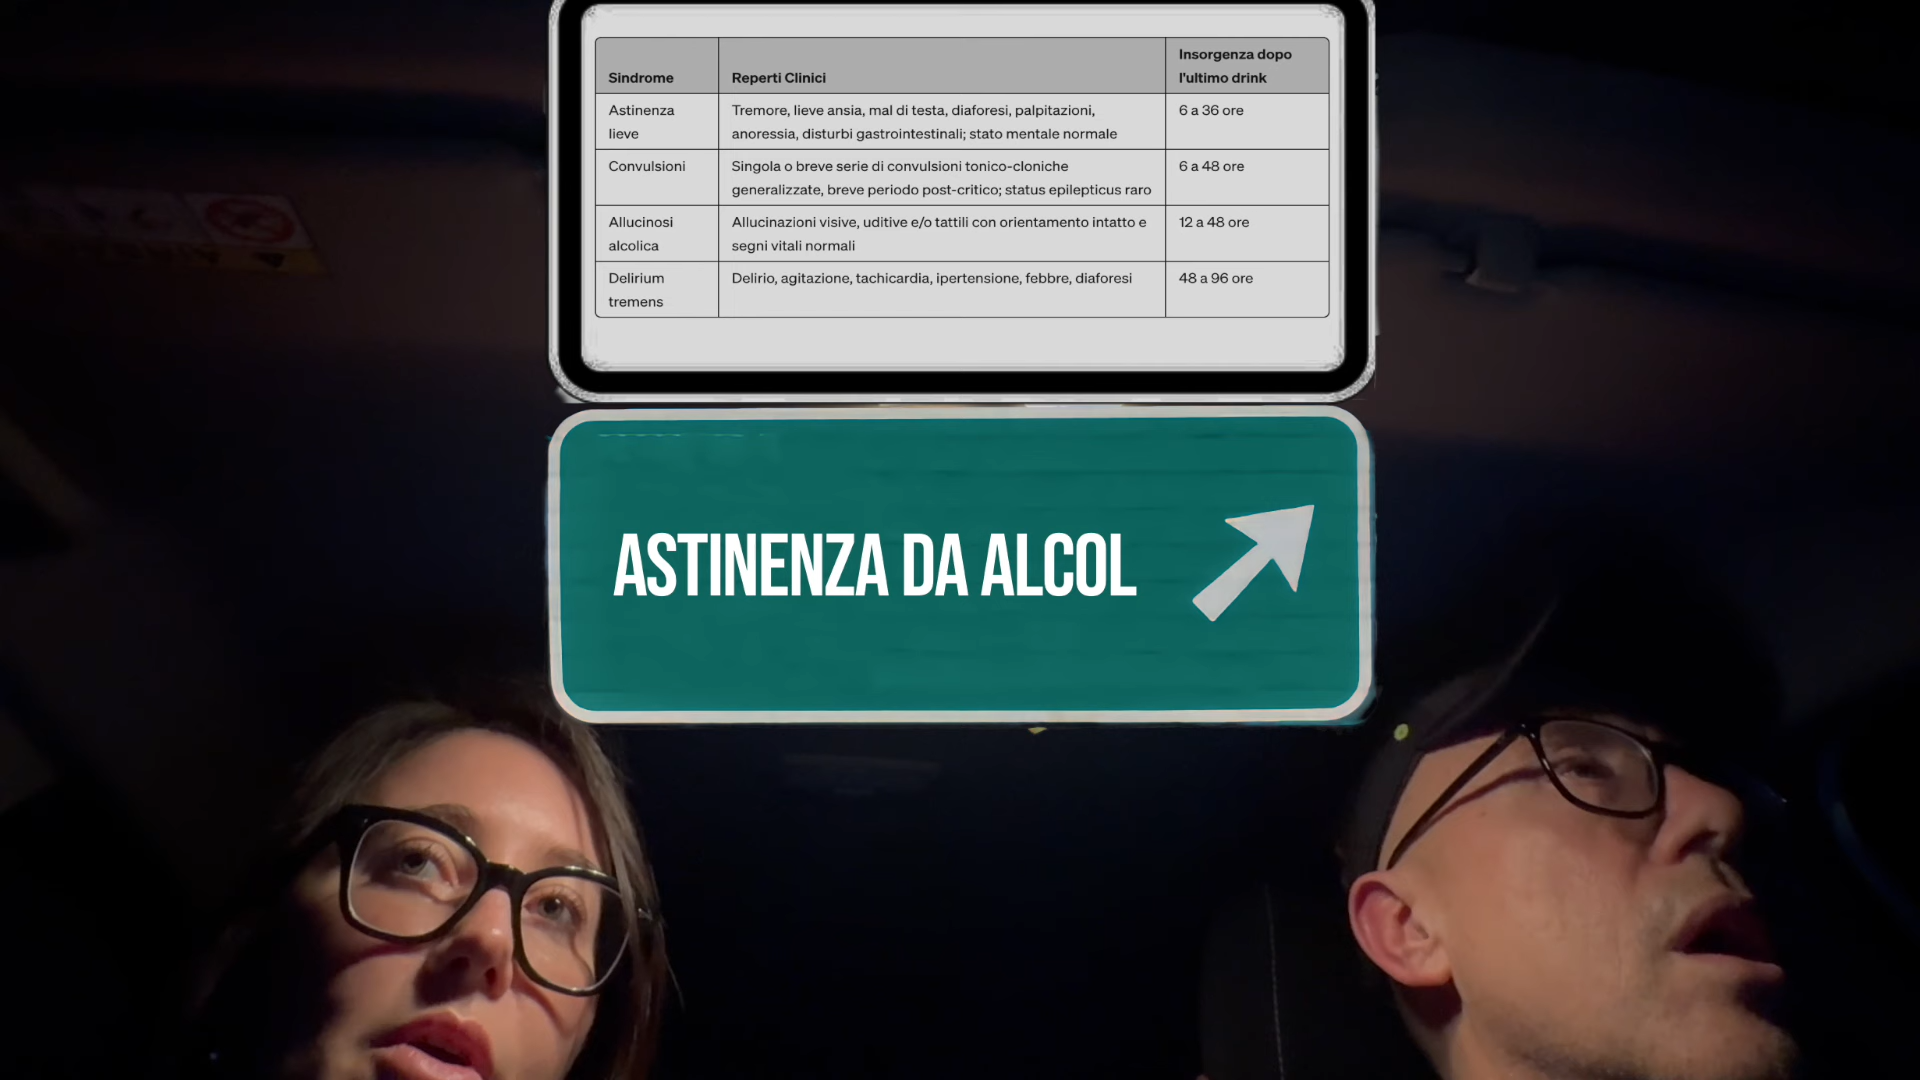 Sindrome
Reperti Clinici
Insorgenza dopo
l'ultimo drink
Astinenza
lieve
Tremore, lieve ansia, mal di testa, diaforesi, palpitazioni,
anoressia, disturbi gastrointestinali; stato mentale normale
6 a 36 ore
Convulsioni
Singola o breve serie di convulsioni tonico-cloniche
generalizzate, breve periodo post-critico; status epilepticus raro
6 a 48 ore
Allucinosi
alcolica
Allucinazioni visive, uditive e/o tattili con orientamento intatto e
segni vitali normali
12 a 48 ore
Delirium
tremens
Delirio, agitazione, tachicardia, ipertensione, febbre, diaforesi
48 a 96 ore
ASTINENZA DA ALCOL